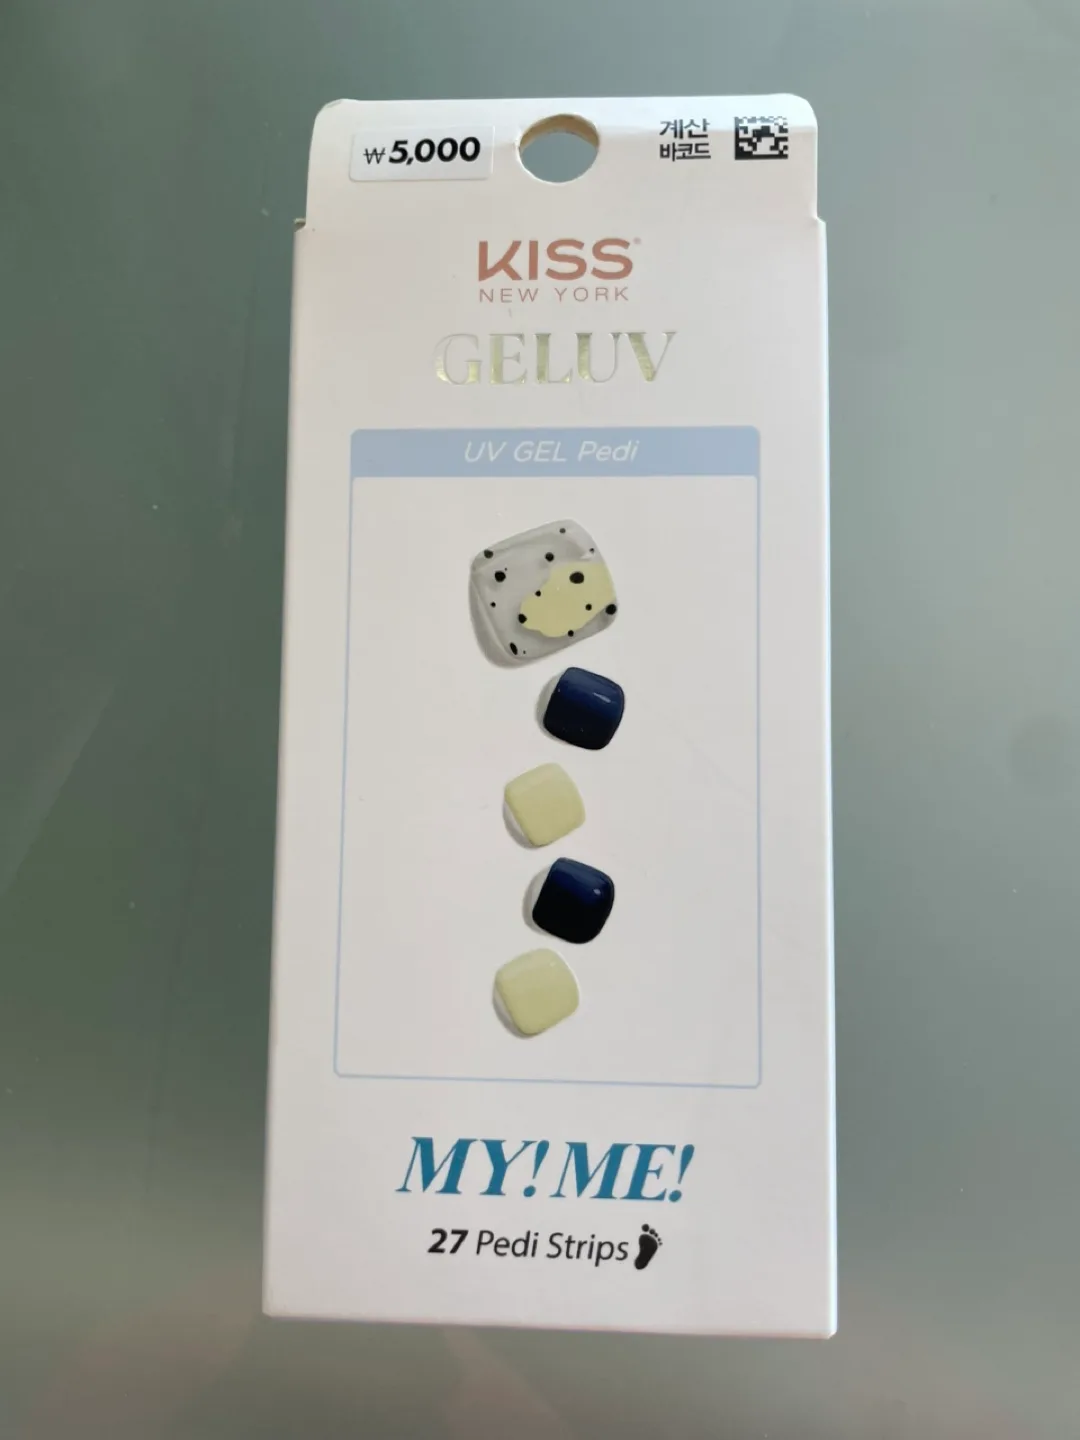 ₩5,000
계산
바코드
KISS®
NEW YORK
GELUV
UV GEL Pedi
MY! ME!
27 Pedi Strips